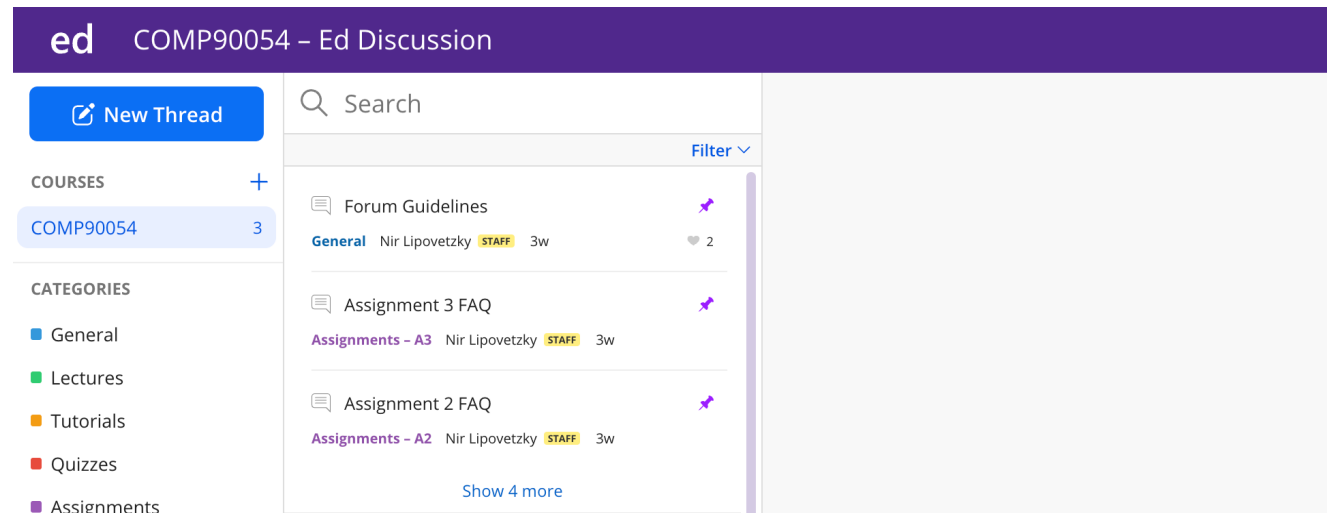 ed COMP90054 – Ed Discussion
New Thread
COURSES
COMP90054 3
CATEGORIES
General
Lectures
Tutorials
Quizzes
Assignments
Search
Filter
Forum Guidelines
General Nir Lipovetzky STAFF 3w 2
Assignment 3 FAQ
Assignments – A3 Nir Lipovetzky STAFF 3w
Assignment 2 FAQ
Assignments – A2 Nir Lipovetzky STAFF 3w
Show 4 more